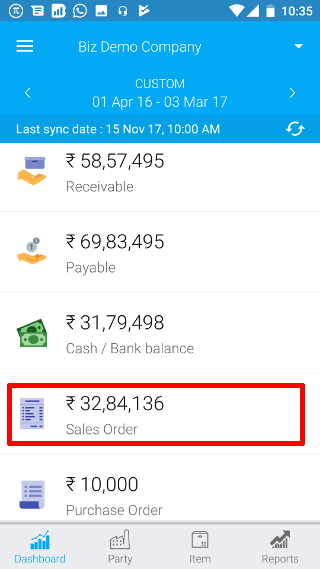 10:35
Biz Demo Company
CUSTOM
01 Apr 16 - 03 Mar 17
Last sync date : 15 Nov 17, 10:00 AM
₹ 58,57,495
Receivable
₹ 69,83,495
Payable
₹ 31,79,498
Cash / Bank balance
₹ 32,84,136
Sales Order
₹ 10,000
Purchase Order
Dashboard Party Item Reports